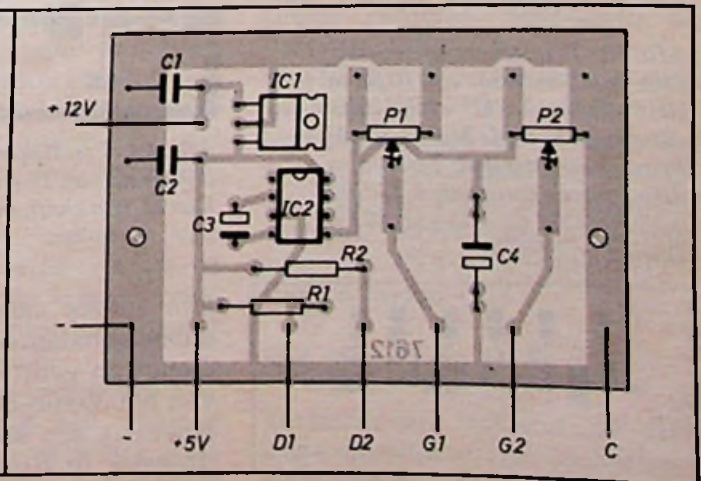 C1
IC1
+12V
P1
P2
C2
IC2
C3
R2
C4
R1
-
7612
- +5V D1 D2 G1 G2 C